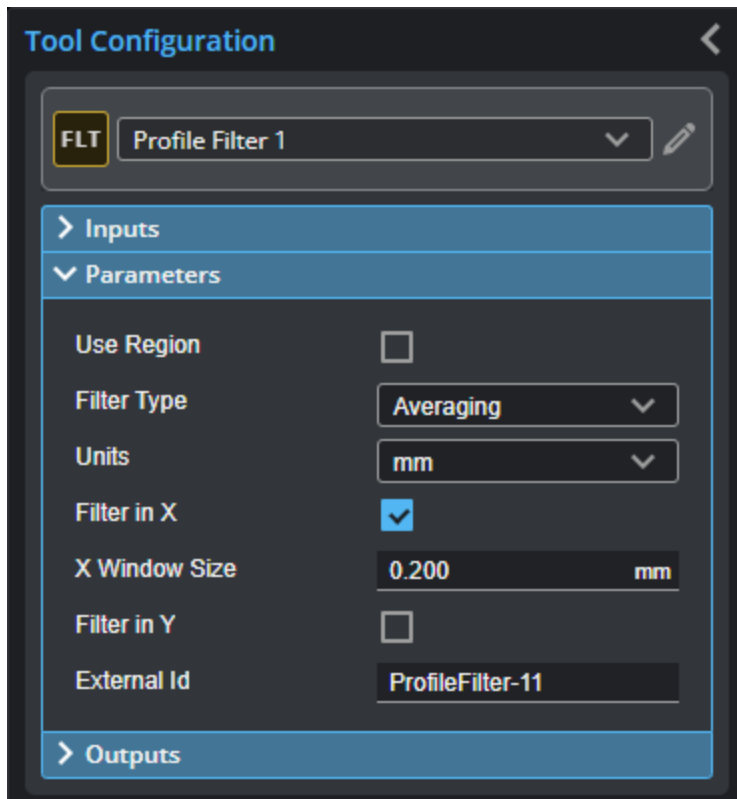 Tool Configuration
FLT Profile Filter 1
Inputs
Parameters
Use Region
Filter Type Averaging
Units mm
Filter in X
X Window Size 0.200 mm
Filter in Y
External Id ProfileFilter-11
Outputs